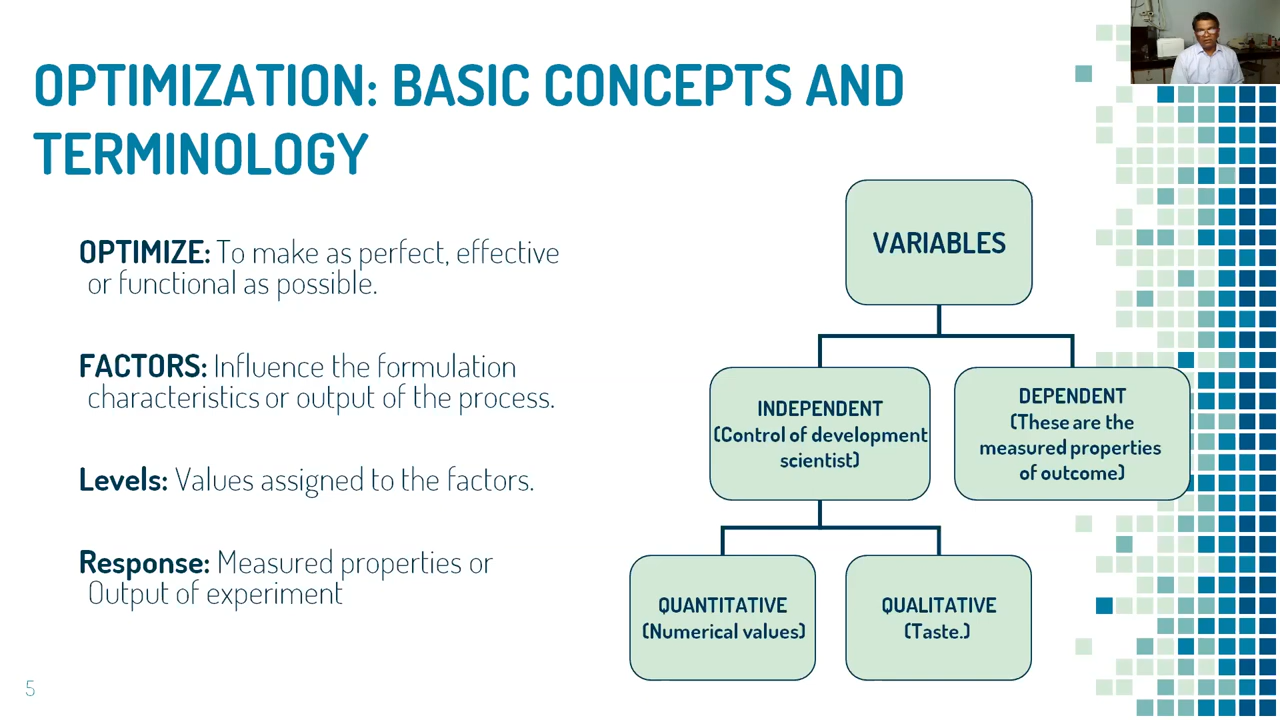 OPTIMIZATION: BASIC CONCEPTS AND
TERMINOLOGY
OPTIMIZE: To make as perfect, effective
or functional as possible.
FACTORS: Influence the formulation
characteristics or output of the process.
Levels: Values assigned to the factors.
Response: Measured properties or
Output of experiment
VARIABLES
INDEPENDENT
(Control of development
scientist)
DEPENDENT
(These are the
measured properties
of outcome)
QUANTITATIVE
(Numerical values)
QUALITATIVE
(Taste.)
5